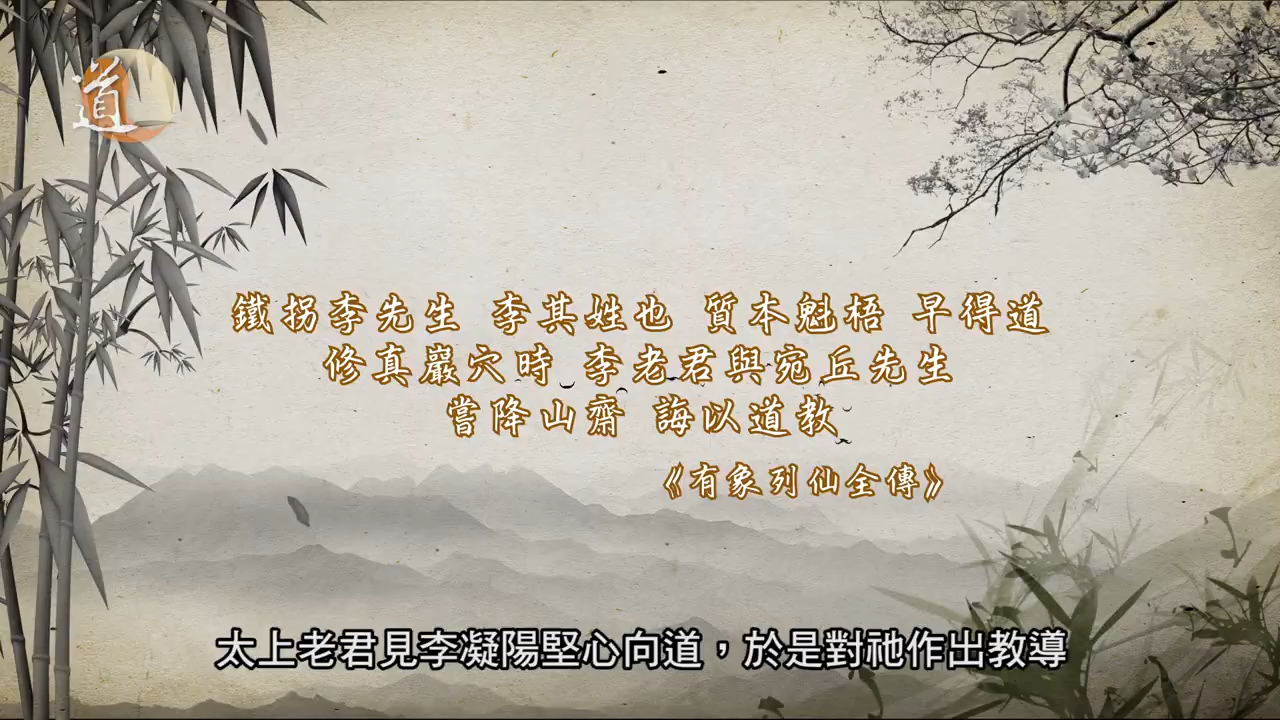 道
鐵拐李先生 李其姓也 質本魁梧 早得道
修真巖穴時 李老君與宛丘先生
嘗降山齋 誨以道教
《有象列仙全傳》
太上老君見李凝陽堅心向道，於是對祂作出教導